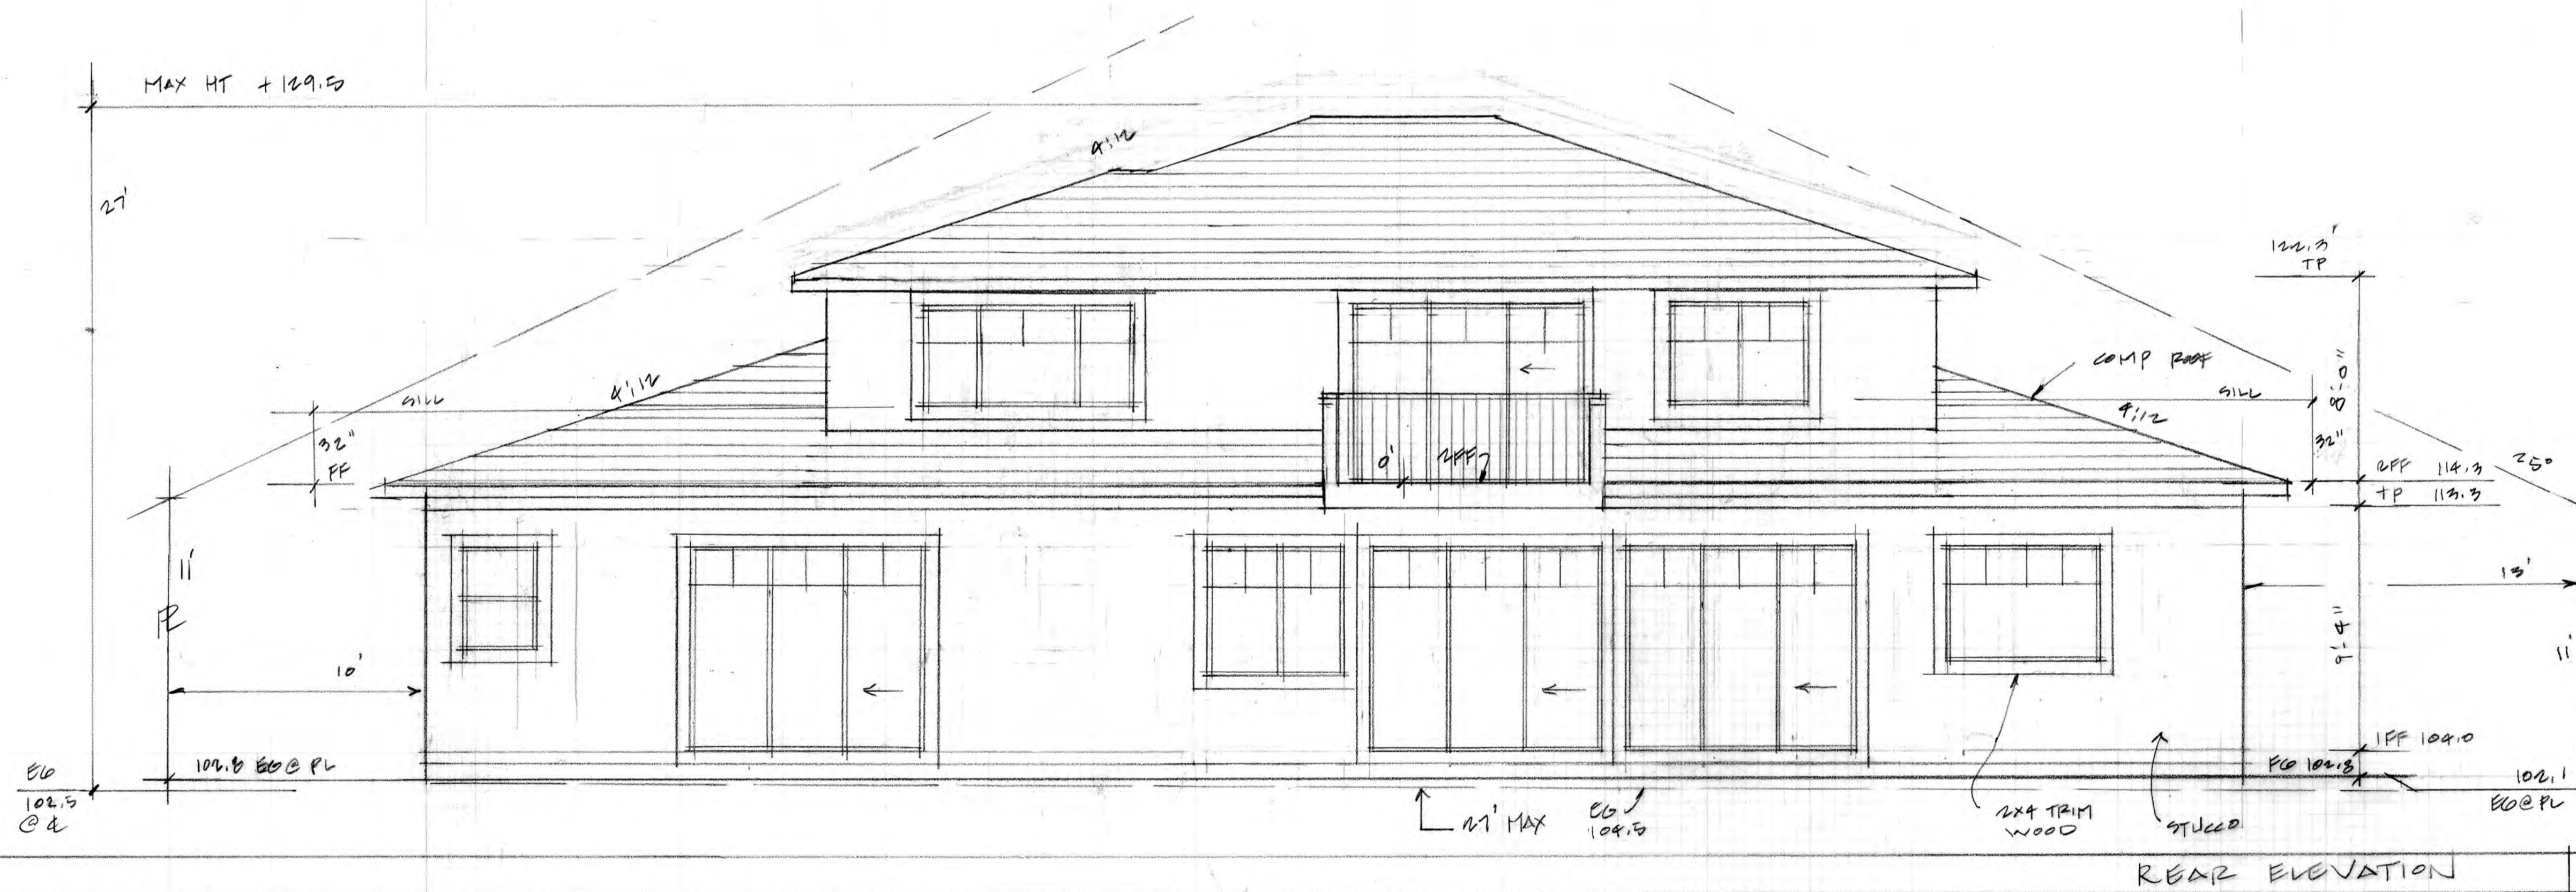 MAX HT +129.5
4:12
27'
122.3'
TP
COMP ROOF
SILL
4:12
SILL
4:12
8'-0"
32"
FF
32"
0'
2FF
2FF 114.3
25°
TP 113.3
11'
PL
13'
9'-4"
11'
10'
1FF 104.0
102.8 EG@PL
FG 102.8
EG
102.5
@ CL
102.1
EG@PL
27' MAX
EG
104.5
2X4 TRIM
WOOD
STUCCO
REAR ELEVATION